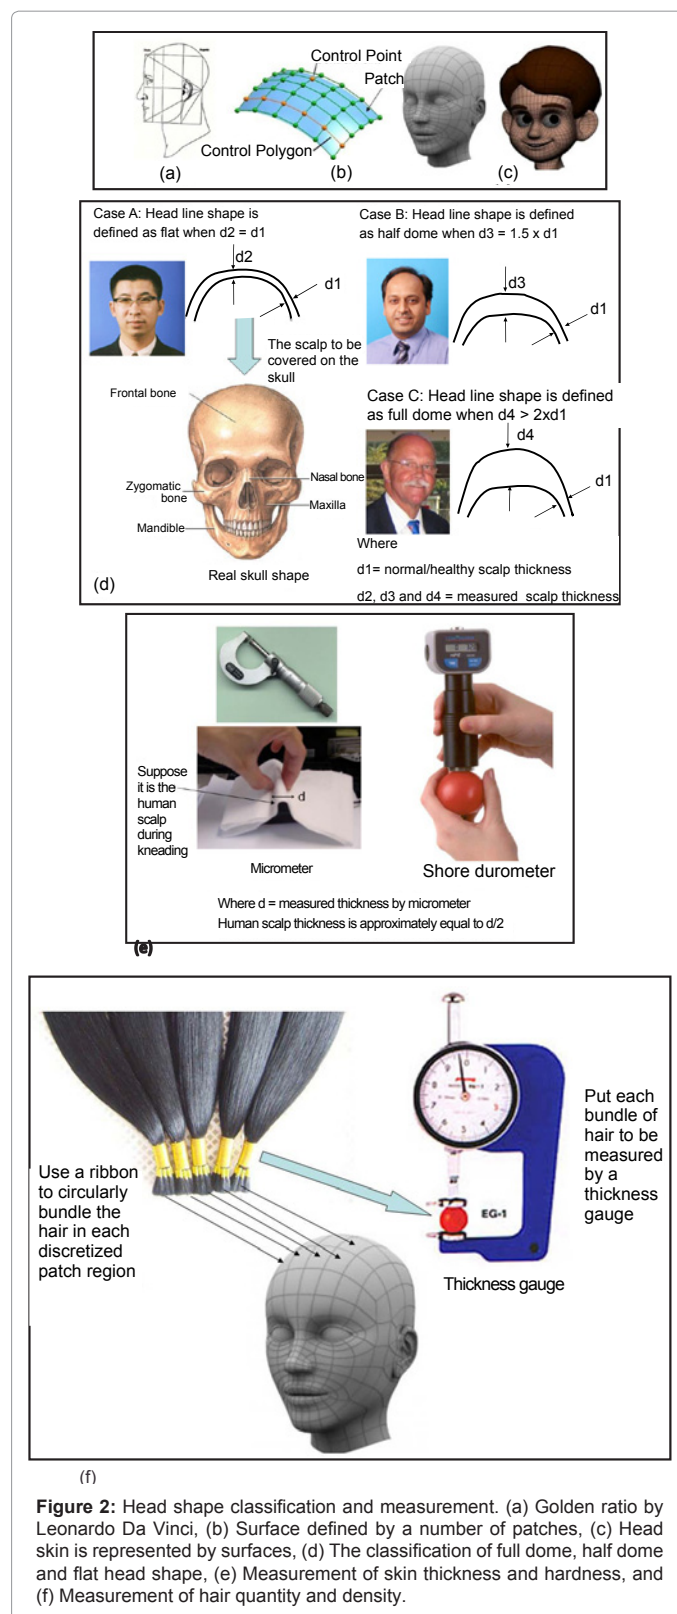 Control Point
Patch
Control Polygon
(a)
(b)
(c)
Case A: Head line shape is
defined as flat when d2 = d1
d2
d1
Case B: Head line shape is defined
as half dome when d3 = 1.5 x d1
d3
d1
The scalp to be
covered on the
skull
Frontal bone
Nasal bone
Zygomatic
bone
Maxilla
Mandible
Real skull shape
(d)
Case C: Head line shape is defined
as full dome when d4 > 2xd1
d4
d1
Where
d1= normal/healthy scalp thickness
d2, d3 and d4 = measured scalp thickness
Suppose
it is the
human
scalp
during
kneading
d
Micrometer
Shore durometer
Where d = measured thickness by micrometer
Human scalp thickness is approximately equal to d/2
(e)
Use a ribbon
to circularly
bundle the
hair in each
discretized
patch region
EG-1
Thickness gauge
Put each
bundle of
hair to be
measured
by a
thickness
gauge
(f)
Figure 2: Head shape classification and measurement. (a) Golden ratio by
Leonardo Da Vinci, (b) Surface defined by a number of patches, (c) Head
skin is represented by surfaces, (d) The classification of full dome, half dome
and flat head shape, (e) Measurement of skin thickness and hardness, and
(f) Measurement of hair quantity and density.